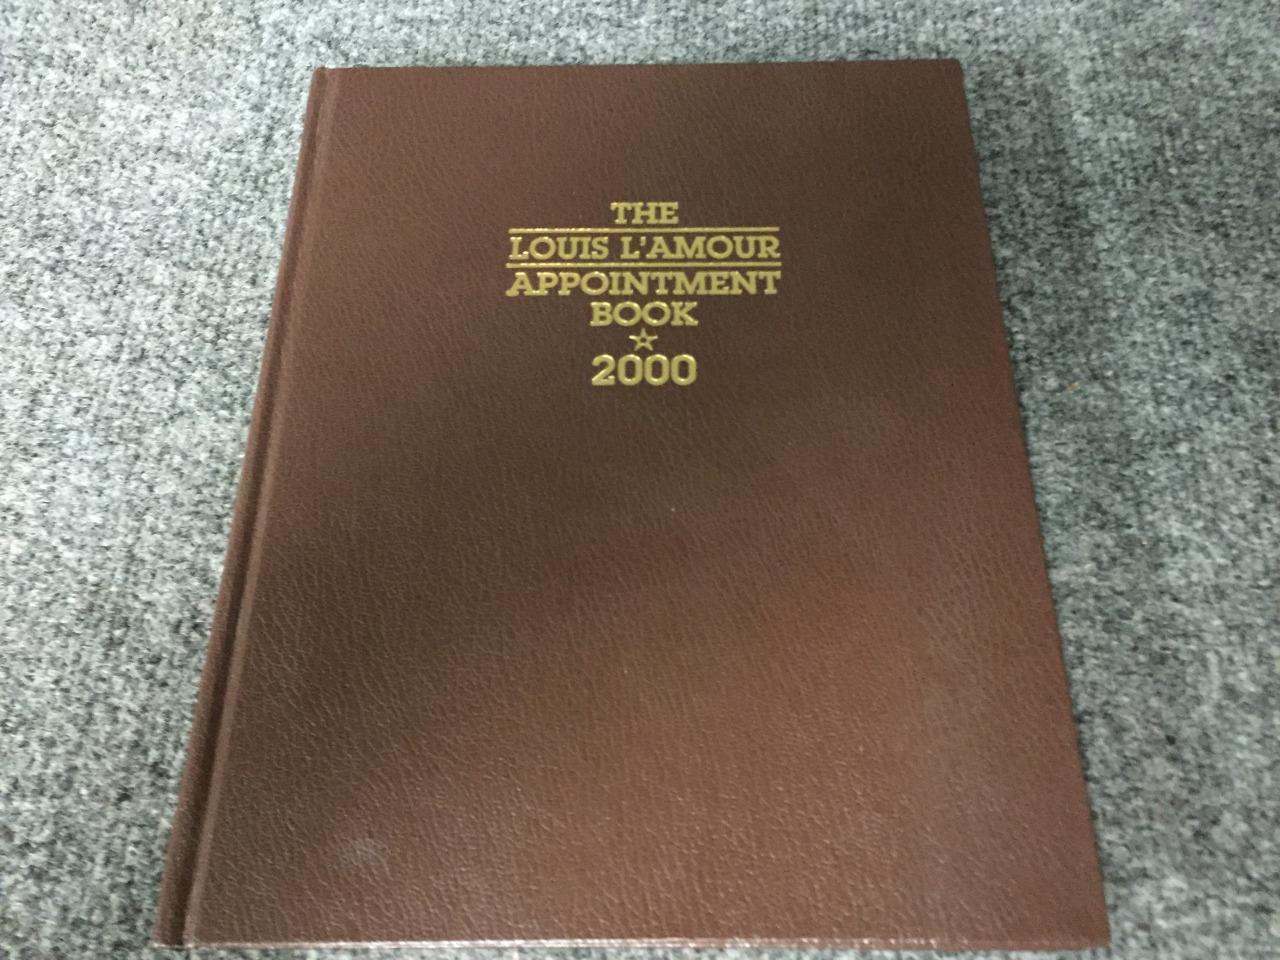 THE
LOUIS L'AMOUR
APPOINTMENT
BOOK
2000